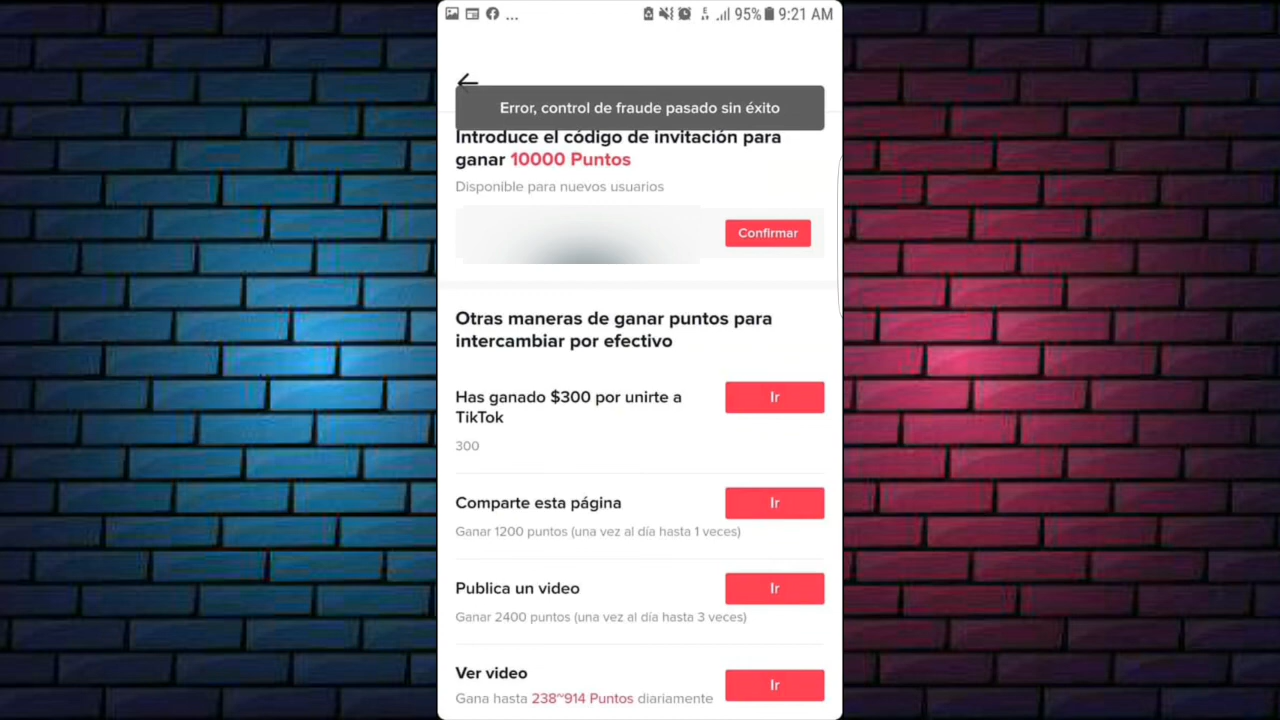 ... 95% 9:21 AM
Error, control de fraude pasado sin éxito
Introduce el código de invitación para
ganar 10000 Puntos
Disponible para nuevos usuarios
Confirmar
Otras maneras de ganar puntos para
intercambiar por efectivo
Has ganado $300 por unirte a
TikTok
Ir
300
Comparte esta página
Ir
Ganar 1200 puntos (una vez al día hasta 1 veces)
Publica un video
Ir
Ganar 2400 puntos (una vez al día hasta 3 veces)
Ver video
Ir
Gana hasta 238~914 Puntos diariamente